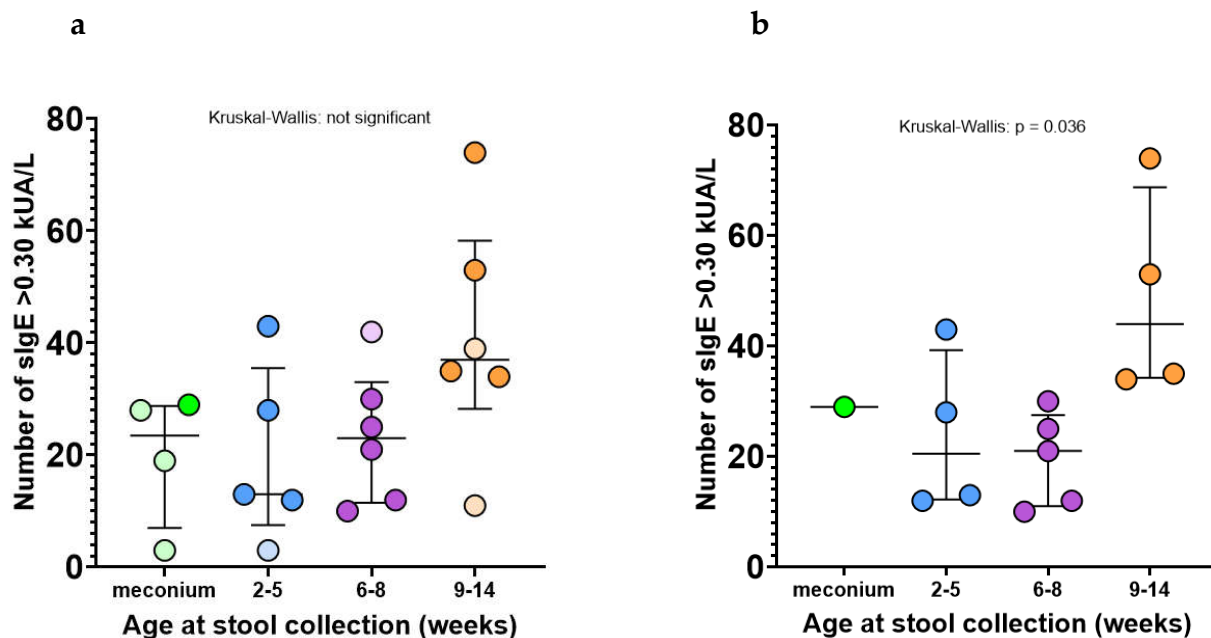 a
Kruskal-Wallis: not significant
Number of sIgE >0.30 kUA/L
80
60
40
20
0
meconium 2-5 6-8 9-14
Age at stool collection (weeks)
b
Kruskal-Wallis: p = 0.036
Number of sIgE >0.30 kUA/L
80
60
40
20
0
meconium 2-5 6-8 9-14
Age at stool collection (weeks)